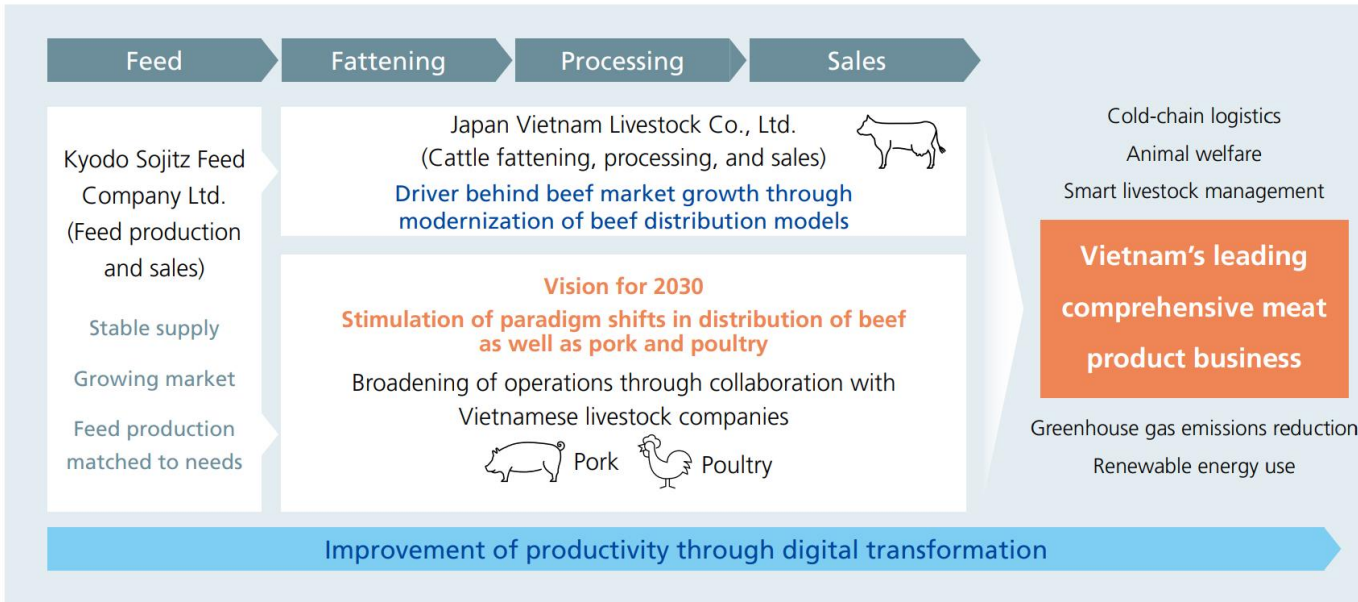 Feed
Fattening
Processing
Sales
Kyodo Sojitz Feed
Company Ltd.
(Feed production
and sales)
Stable supply
Growing market
Feed production
matched to needs
Japan Vietnam Livestock Co., Ltd.
(Cattle fattening, processing, and sales)
Driver behind beef market growth through
modernization of beef distribution models
Vision for 2030
Stimulation of paradigm shifts in distribution of beef
as well as pork and poultry
Broadening of operations through collaboration with
Vietnamese livestock companies
Pork
Poultry
Cold-chain logistics
Animal welfare
Smart livestock management
Vietnam’s leading
comprehensive meat
product business
Greenhouse gas emissions reduction
Renewable energy use
Improvement of productivity through digital transformation